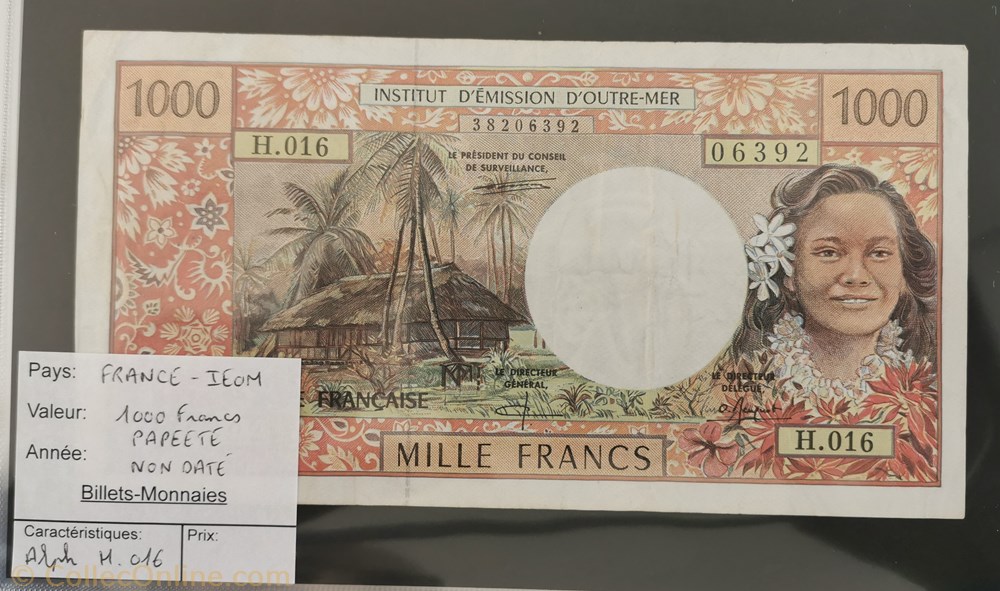 1000
INSTITUT D'ÉMISSION D'OUTRE-MER
1000
38206392
H.016
06392
LE PRÉSIDENT DU CONSEIL
DE SURVEILLANCE,
LE DIRECTEUR
GÉNÉRAL,
LE DIRECTEUR
DÉLÉGUÉ,
E FRANÇAISE
H.016
MILLE FRANCS
Pays: FRANCE - IEOM
Valeur: 1000 Francs
PAPEETÉ
Année: NON DATÉ
Billets-Monnaies
Caractéristiques: Prix:
Alph H.016
© CollecOnline.com